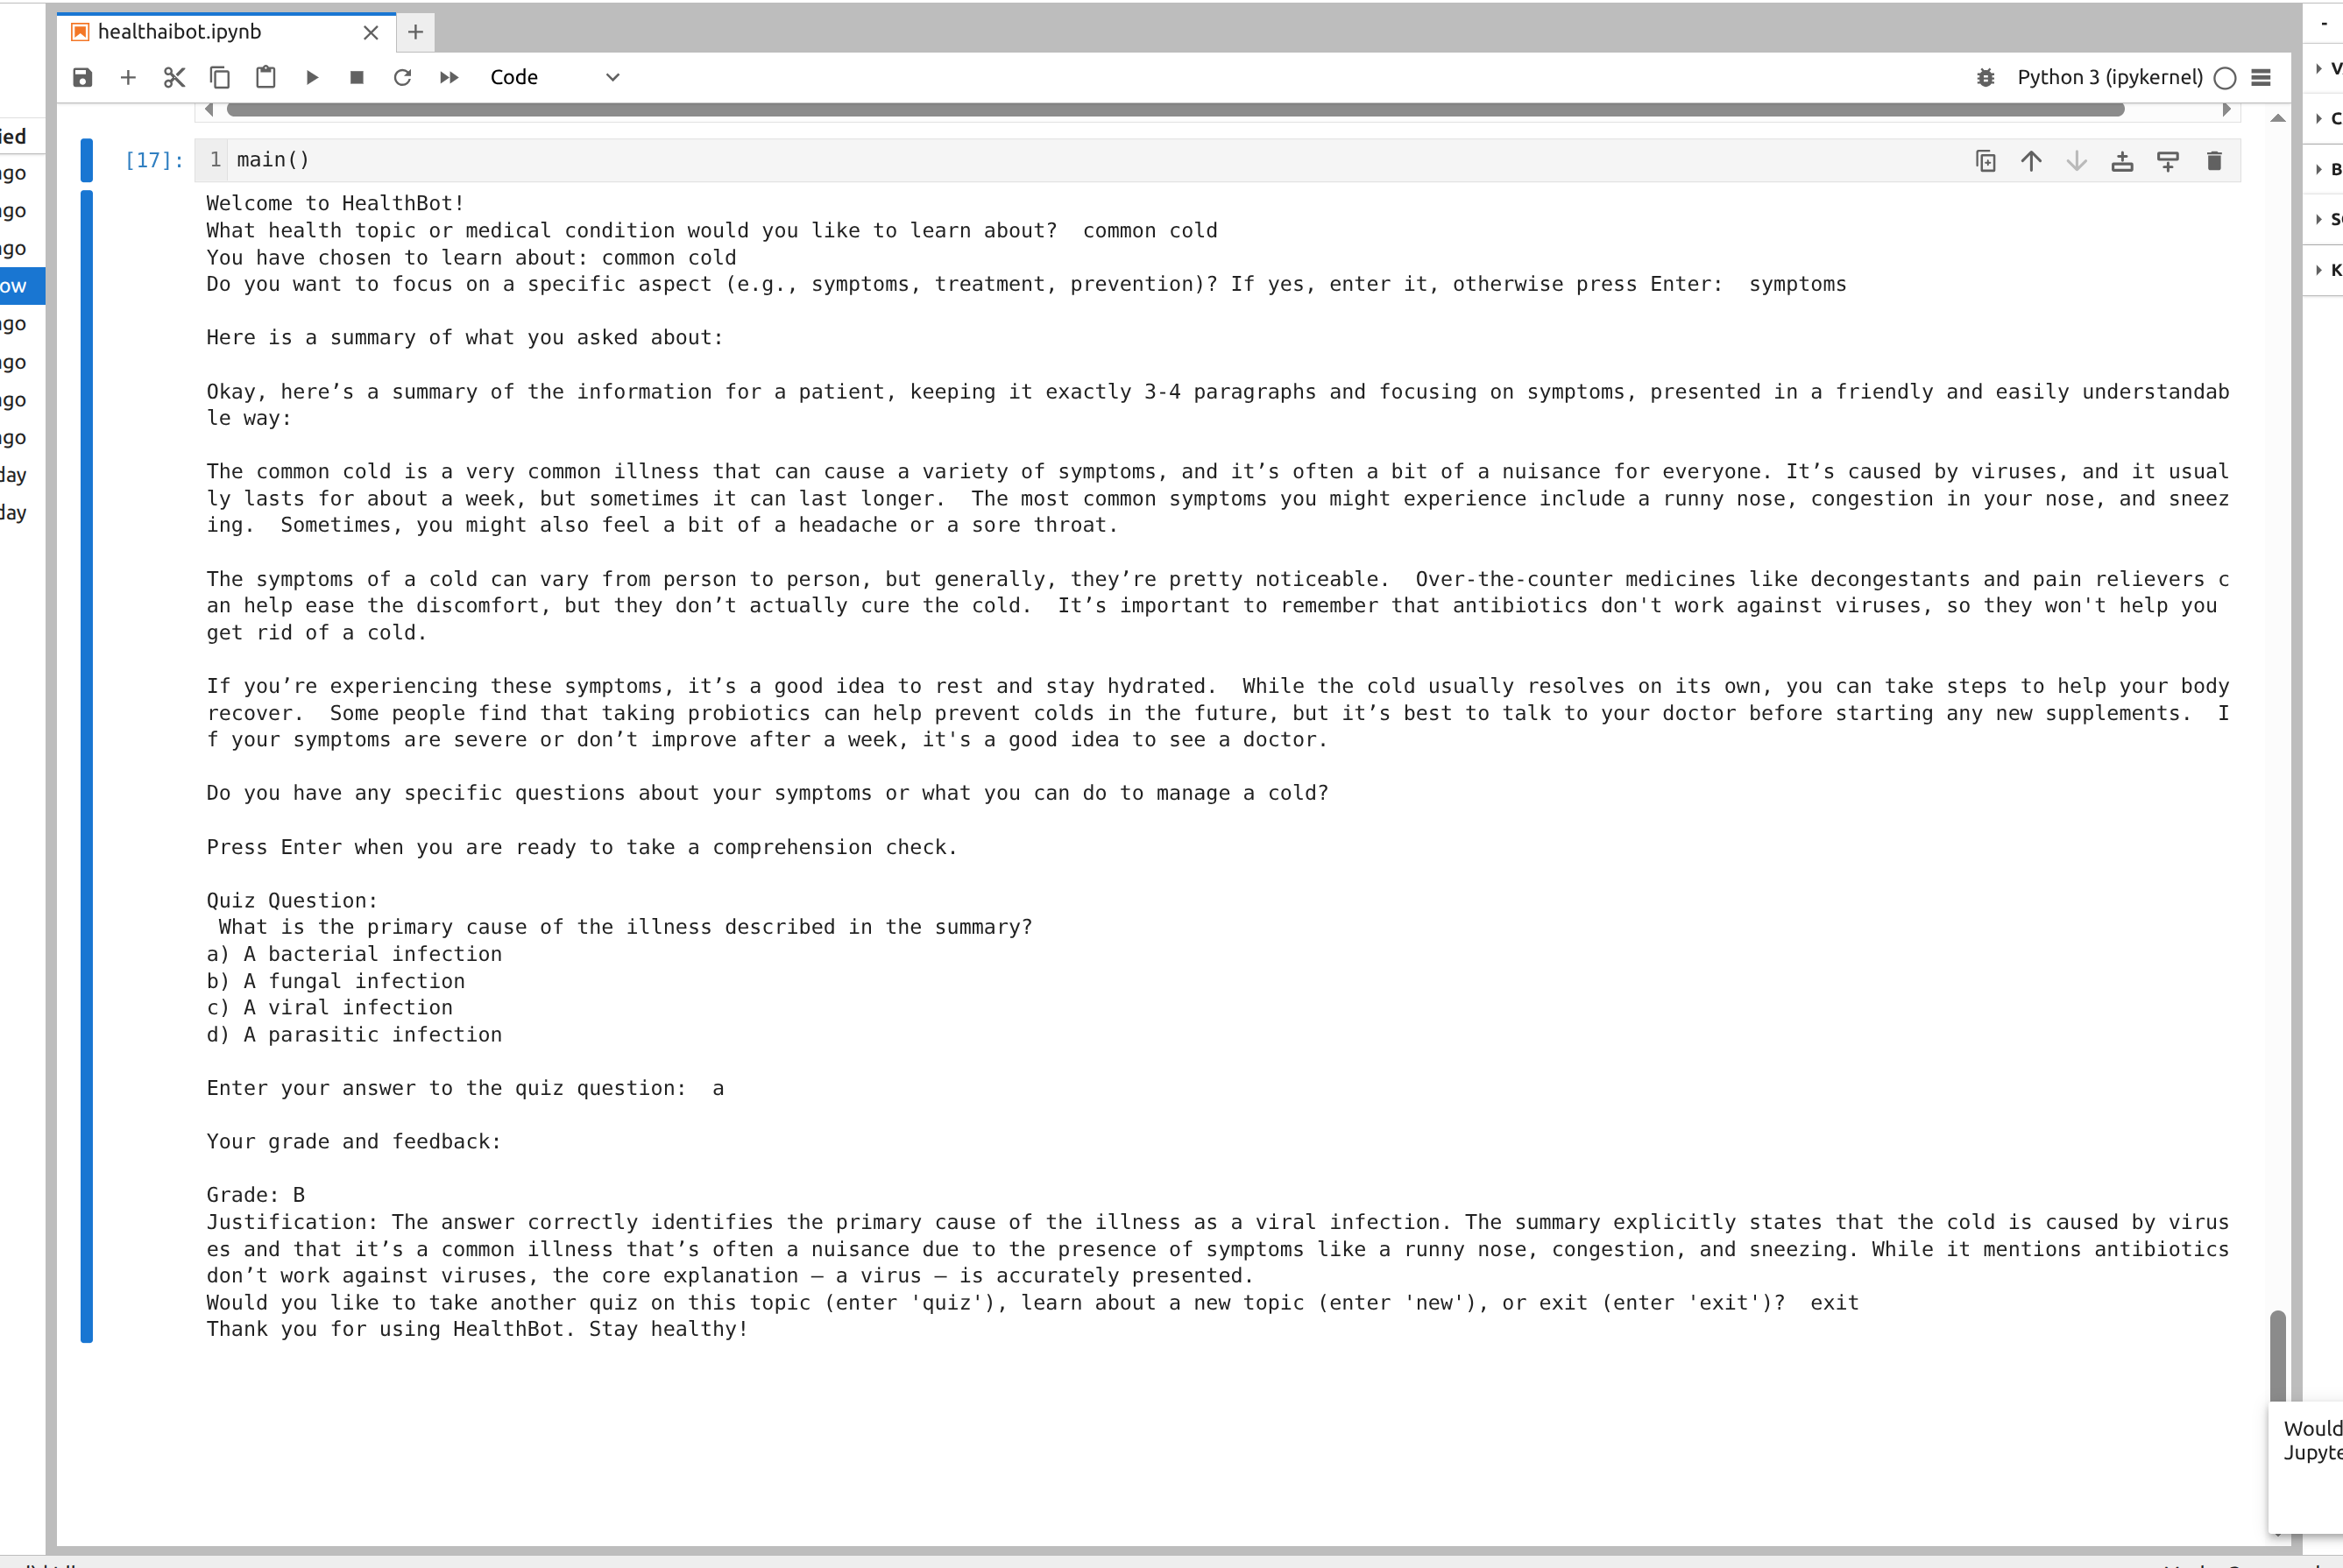 healthaibot.ipynb
Code
Python 3 (ipykernel)
ied
ago
ago
ago
ow
ago
ago
ago
ago
day
day
[17]:
1 main()
Welcome to HealthBot!
What health topic or medical condition would you like to learn about?  common cold
You have chosen to learn about: common cold
Do you want to focus on a specific aspect (e.g., symptoms, treatment, prevention)? If yes, enter it, otherwise press Enter:  symptoms
Here is a summary of what you asked about:
Okay, here’s a summary of the information for a patient, keeping it exactly 3-4 paragraphs and focusing on symptoms, presented in a friendly and easily understandab
le way:
The common cold is a very common illness that can cause a variety of symptoms, and it’s often a bit of a nuisance for everyone. It’s caused by viruses, and it usual
ly lasts for about a week, but sometimes it can last longer.  The most common symptoms you might experience include a runny nose, congestion in your nose, and sneez
ing.  Sometimes, you might also feel a bit of a headache or a sore throat.
The symptoms of a cold can vary from person to person, but generally, they’re pretty noticeable.  Over-the-counter medicines like decongestants and pain relievers c
an help ease the discomfort, but they don’t actually cure the cold.  It’s important to remember that antibiotics don't work against viruses, so they won't help you
get rid of a cold.
If you’re experiencing these symptoms, it’s a good idea to rest and stay hydrated.  While the cold usually resolves on its own, you can take steps to help your body
recover.  Some people find that taking probiotics can help prevent colds in the future, but it’s best to talk to your doctor before starting any new supplements.  I
f your symptoms are severe or don’t improve after a week, it's a good idea to see a doctor.
Do you have any specific questions about your symptoms or what you can do to manage a cold?
Press Enter when you are ready to take a comprehension check.
Quiz Question:
What is the primary cause of the illness described in the summary?
a) A bacterial infection
b) A fungal infection
c) A viral infection
d) A parasitic infection
Enter your answer to the quiz question:  a
Your grade and feedback:
Grade: B
Justification: The answer correctly identifies the primary cause of the illness as a viral infection. The summary explicitly states that the cold is caused by virus
es and that it’s a common illness that’s often a nuisance due to the presence of symptoms like a runny nose, congestion, and sneezing. While it mentions antibiotics
don’t work against viruses, the core explanation – a virus – is accurately presented.
Would you like to take another quiz on this topic (enter 'quiz'), learn about a new topic (enter 'new'), or exit (enter 'exit')?  exit
Thank you for using HealthBot. Stay healthy!
V
C
B
K
Would
Jupyte